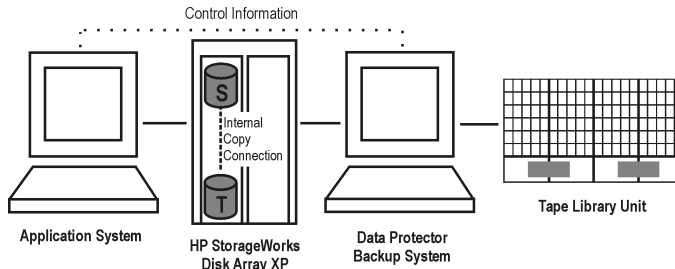 Control Information
S
Internal
Copy
Connection
T
Application System
HP StorageWorks
Disk Array XP
Data Protector
Backup System
Tape Library Unit